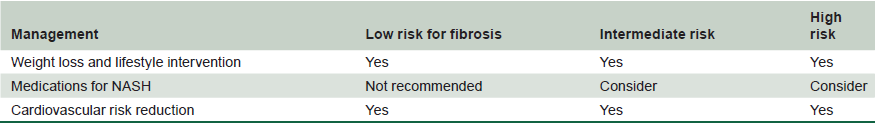 Management Low risk for fibrosis Intermediate risk High risk
Weight loss and lifestyle intervention Yes Yes Yes
Medications for NASH Not recommended Consider Consider
Cardiovascular risk reduction Yes Yes Yes